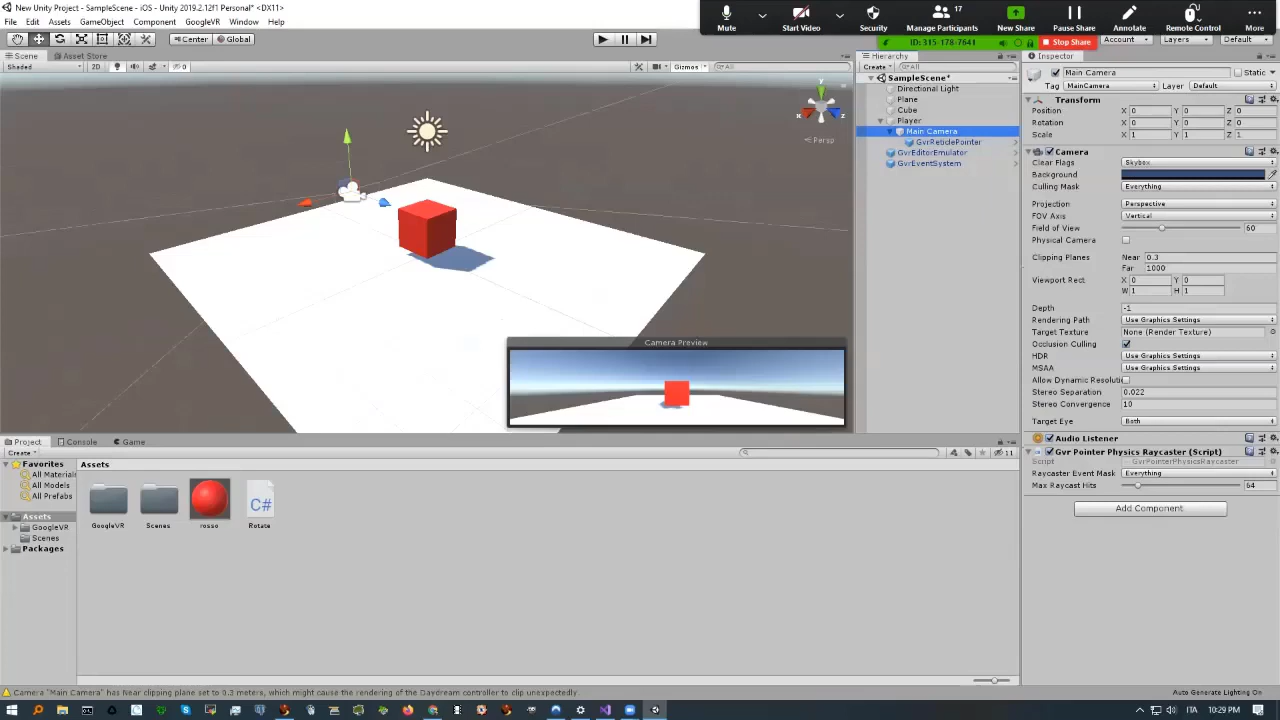 New Unity Project - SampleScene - iOS - Unity 2019.2.12f1 Personal* <DX11>
File Edit Assets GameObject Component GoogleVR Window Help
Mute Start Video Security Manage Participants 17 New Share Pause Share Annotate Remote Control More
ID: 315-178-7641 Stop Share
Center Global Account Layers Default
Scene Asset Store
Shaded 2D 0 Gizmos All
y x z
Persp
Camera Preview
Hierarchy
Create All
SampleScene*
Directional Light
Plane
Cube
Player
Main Camera
GvrReticlePointer
GvrEditorEmulator
GvrEventSystem
Inspector
Main Camera Static
Tag MainCamera Layer Default
Transform
Position X 0 Y 0 Z 0
Rotation X 0 Y 0 Z 0
Scale X 1 Y 1 Z 1
Camera
Clear Flags Skybox
Background
Culling Mask Everything
Projection Perspective
FOV Axis Vertical
Field of View 60
Physical Camera
Clipping Planes Near 0.3
Far 1000
Viewport Rect X 0 Y 0
W 1 H 1
Depth -1
Rendering Path Use Graphics Settings
Target Texture None (Render Texture)
Occlusion Culling
HDR Use Graphics Settings
MSAA Use Graphics Settings
Allow Dynamic Resoluti
Stereo Separation 0.022
Stereo Convergence 10
Target Eye Both
Audio Listener
Gvr Pointer Physics Raycaster (Script)
Script GvrPointerPhysicsRaycaster
Raycaster Event Mask Everything
Max Raycast Hits 64
Add Component
Project Console Game
Create 11
Favorites
All Material
All Models
All Prefabs
Assets
GoogleVR
Scenes
Packages
Assets
C#
GoogleVR Scenes rosso Rotate
Camera "Main Camera" has Near clipping plane set to 0.3 meters, which might cause the rendering of the Daydream controller to clip unexpectedly.
Auto Generate Lighting On
ITA 10:29 PM